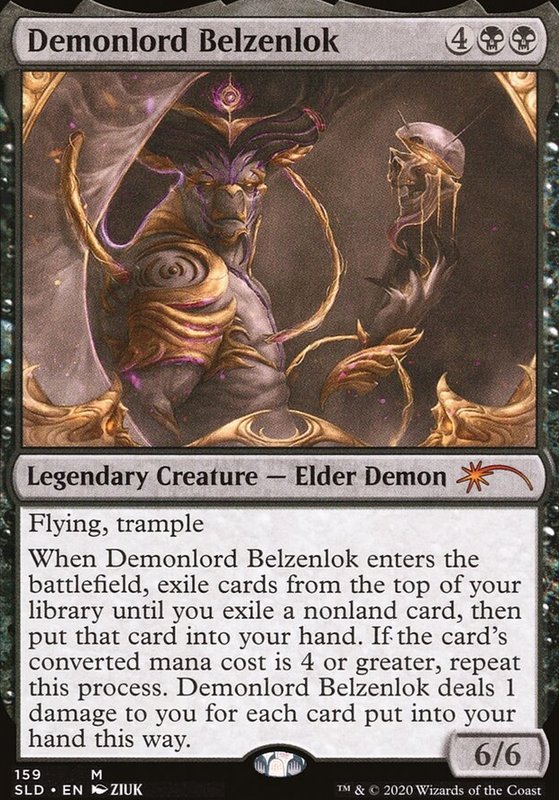 Demonlord Belzenlok 4
Legendary Creature — Elder Demon
Flying, trample
When Demonlord Belzenlok enters the
battlefield, exile cards from the top of your
library until you exile a nonland card, then
put that card into your hand. If the card's
converted mana cost is 4 or greater, repeat
this process. Demonlord Belzenlok deals 1
damage to you for each card put into your
hand this way.
6/6
159 M
SLD • EN ZIUK
™ & © 2020 Wizards of the Coast